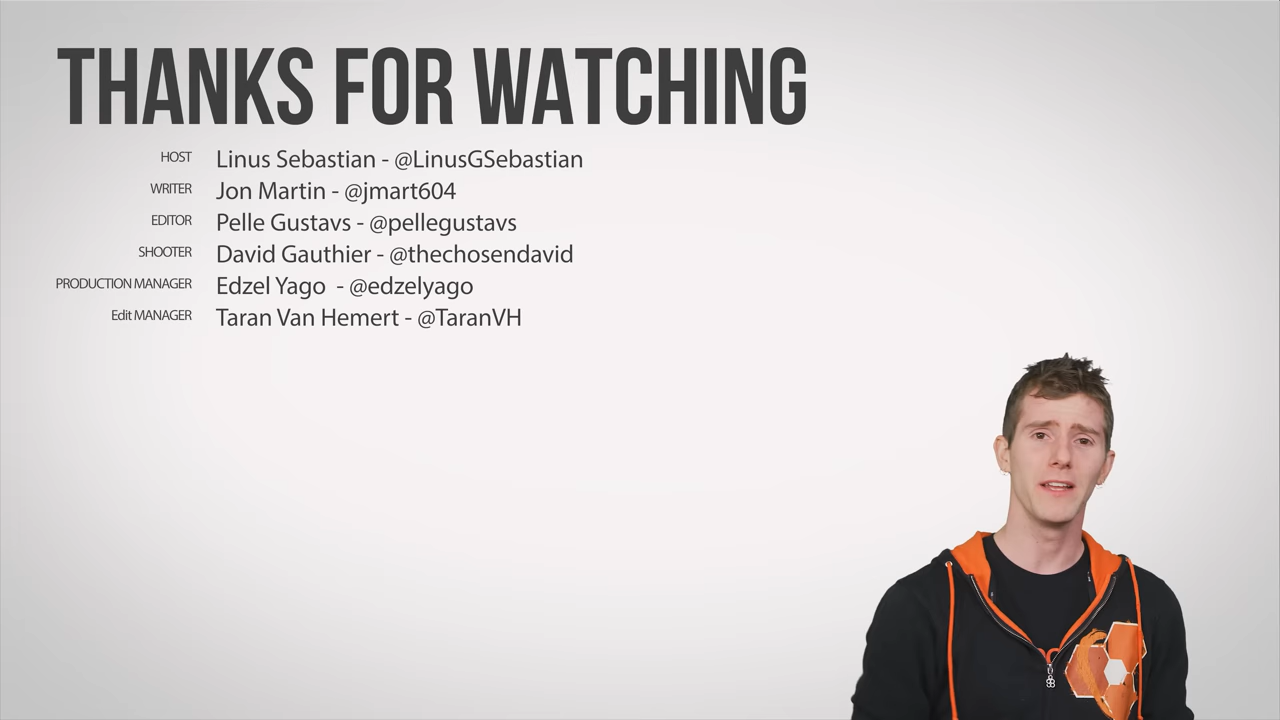 THANKS FOR WATCHING
HOST Linus Sebastian - @LinusGSebastian
WRITER Jon Martin - @jmart604
EDITOR Pelle Gustavs - @pellegustavs
SHOOTER David Gauthier - @thechosendavid
PRODUCTION MANAGER Edzel Yago - @edzelyago
Edit MANAGER Taran Van Hemert - @TaranVH